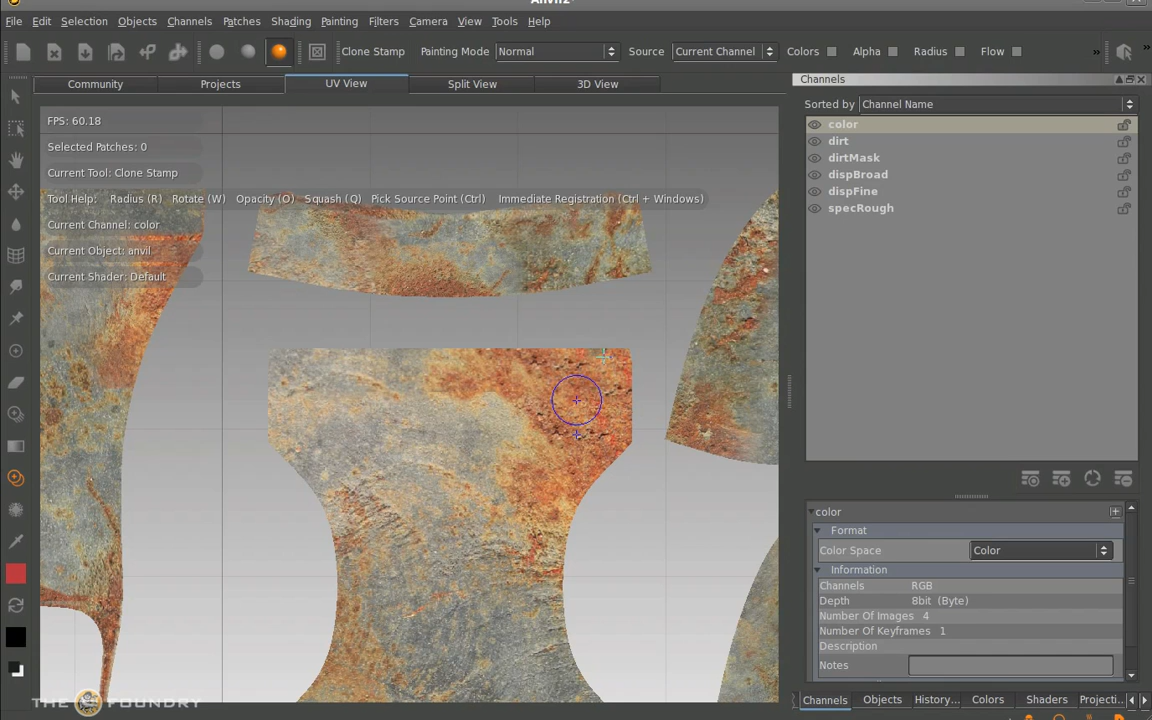 Anvil2*
File Edit Selection Objects Channels Patches Shading Painting Filters Camera View Tools Help
Clone Stamp Painting Mode Normal Source Current Channel Colors Alpha Radius Flow »
Community Projects UV View Split View 3D View
Channels
Sorted by Channel Name
FPS: 60.18
color
Selected Patches: 0
dirt
dirtMask
Current Tool: Clone Stamp
dispBroad
dispFine
Tool Help: Radius (R) Rotate (W) Opacity (O) Squash (Q) Pick Source Point (Ctrl) Immediate Registration (Ctrl + Windows)
specRough
Current Channel: color
Current Object: anvil
Current Shader: Default
color
Format
Color Space Color
Information
Channels RGB
Depth 8bit (Byte)
Number Of Images 4
Number Of Keyframes 1
Description
Notes
THE FOUNDRY
Channels Objects History... Colors Shaders Projecti...